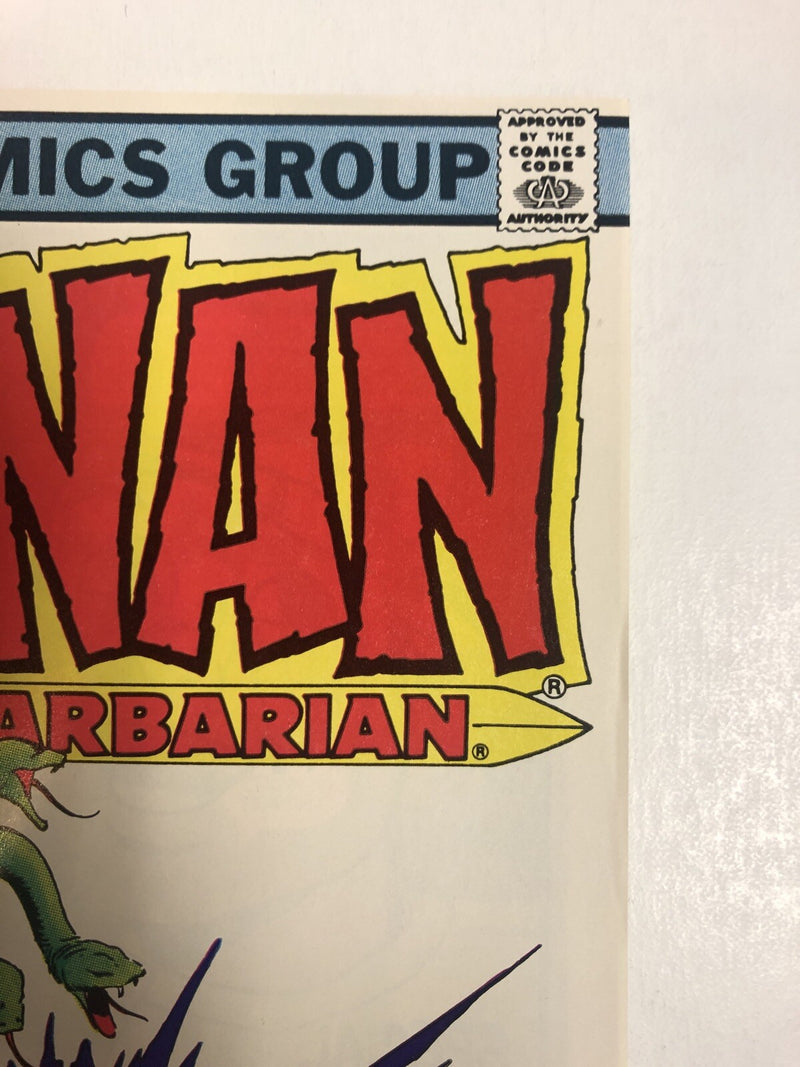 MICS GROUP
APPROVED
BY THE
COMICS
CODE
CA
AUTHORITY
NAN
®
ARBARIAN®